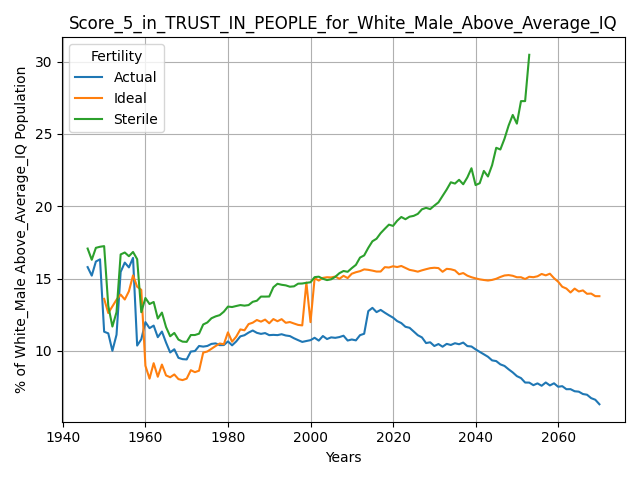 Score_5_in_TRUST_IN_PEOPLE_for_White_Male_Above_Average_IQ
Fertility
Actual
Ideal
Sterile
% of White_Male Above_Average_IQ Population
30
25
20
15
10
1940 1960 1980 2000 2020 2040 2060
Years